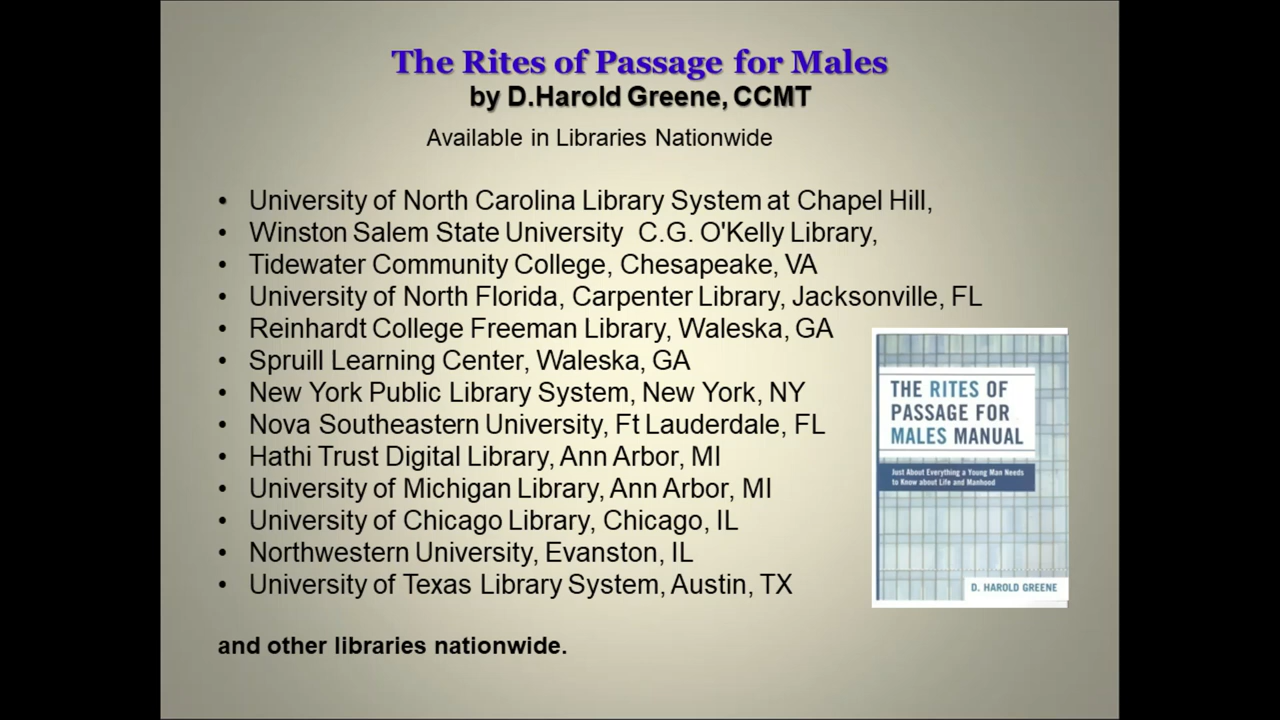 The Rites of Passage for Males
by D.Harold Greene, CCMT
Available in Libraries Nationwide
• University of North Carolina Library System at Chapel Hill,
• Winston Salem State University  C.G. O'Kelly Library,
• Tidewater Community College, Chesapeake, VA
• University of North Florida, Carpenter Library, Jacksonville, FL
• Reinhardt College Freeman Library, Waleska, GA
• Spruill Learning Center, Waleska, GA
• New York Public Library System, New York, NY
• Nova Southeastern University, Ft Lauderdale, FL
• Hathi Trust Digital Library, Ann Arbor, MI
• University of Michigan Library, Ann Arbor, MI
• University of Chicago Library, Chicago, IL
• Northwestern University, Evanston, IL
• University of Texas Library System, Austin, TX
and other libraries nationwide.
THE RITES OF
PASSAGE FOR
MALES MANUAL
Just About Everything a Young Man Needs
to Know about Life and Manhood
D. HAROLD GREENE